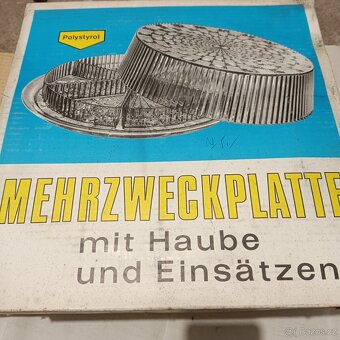 Polystyrol
MEHRZWECKPLATTE
mit Haube
und Einsätzen